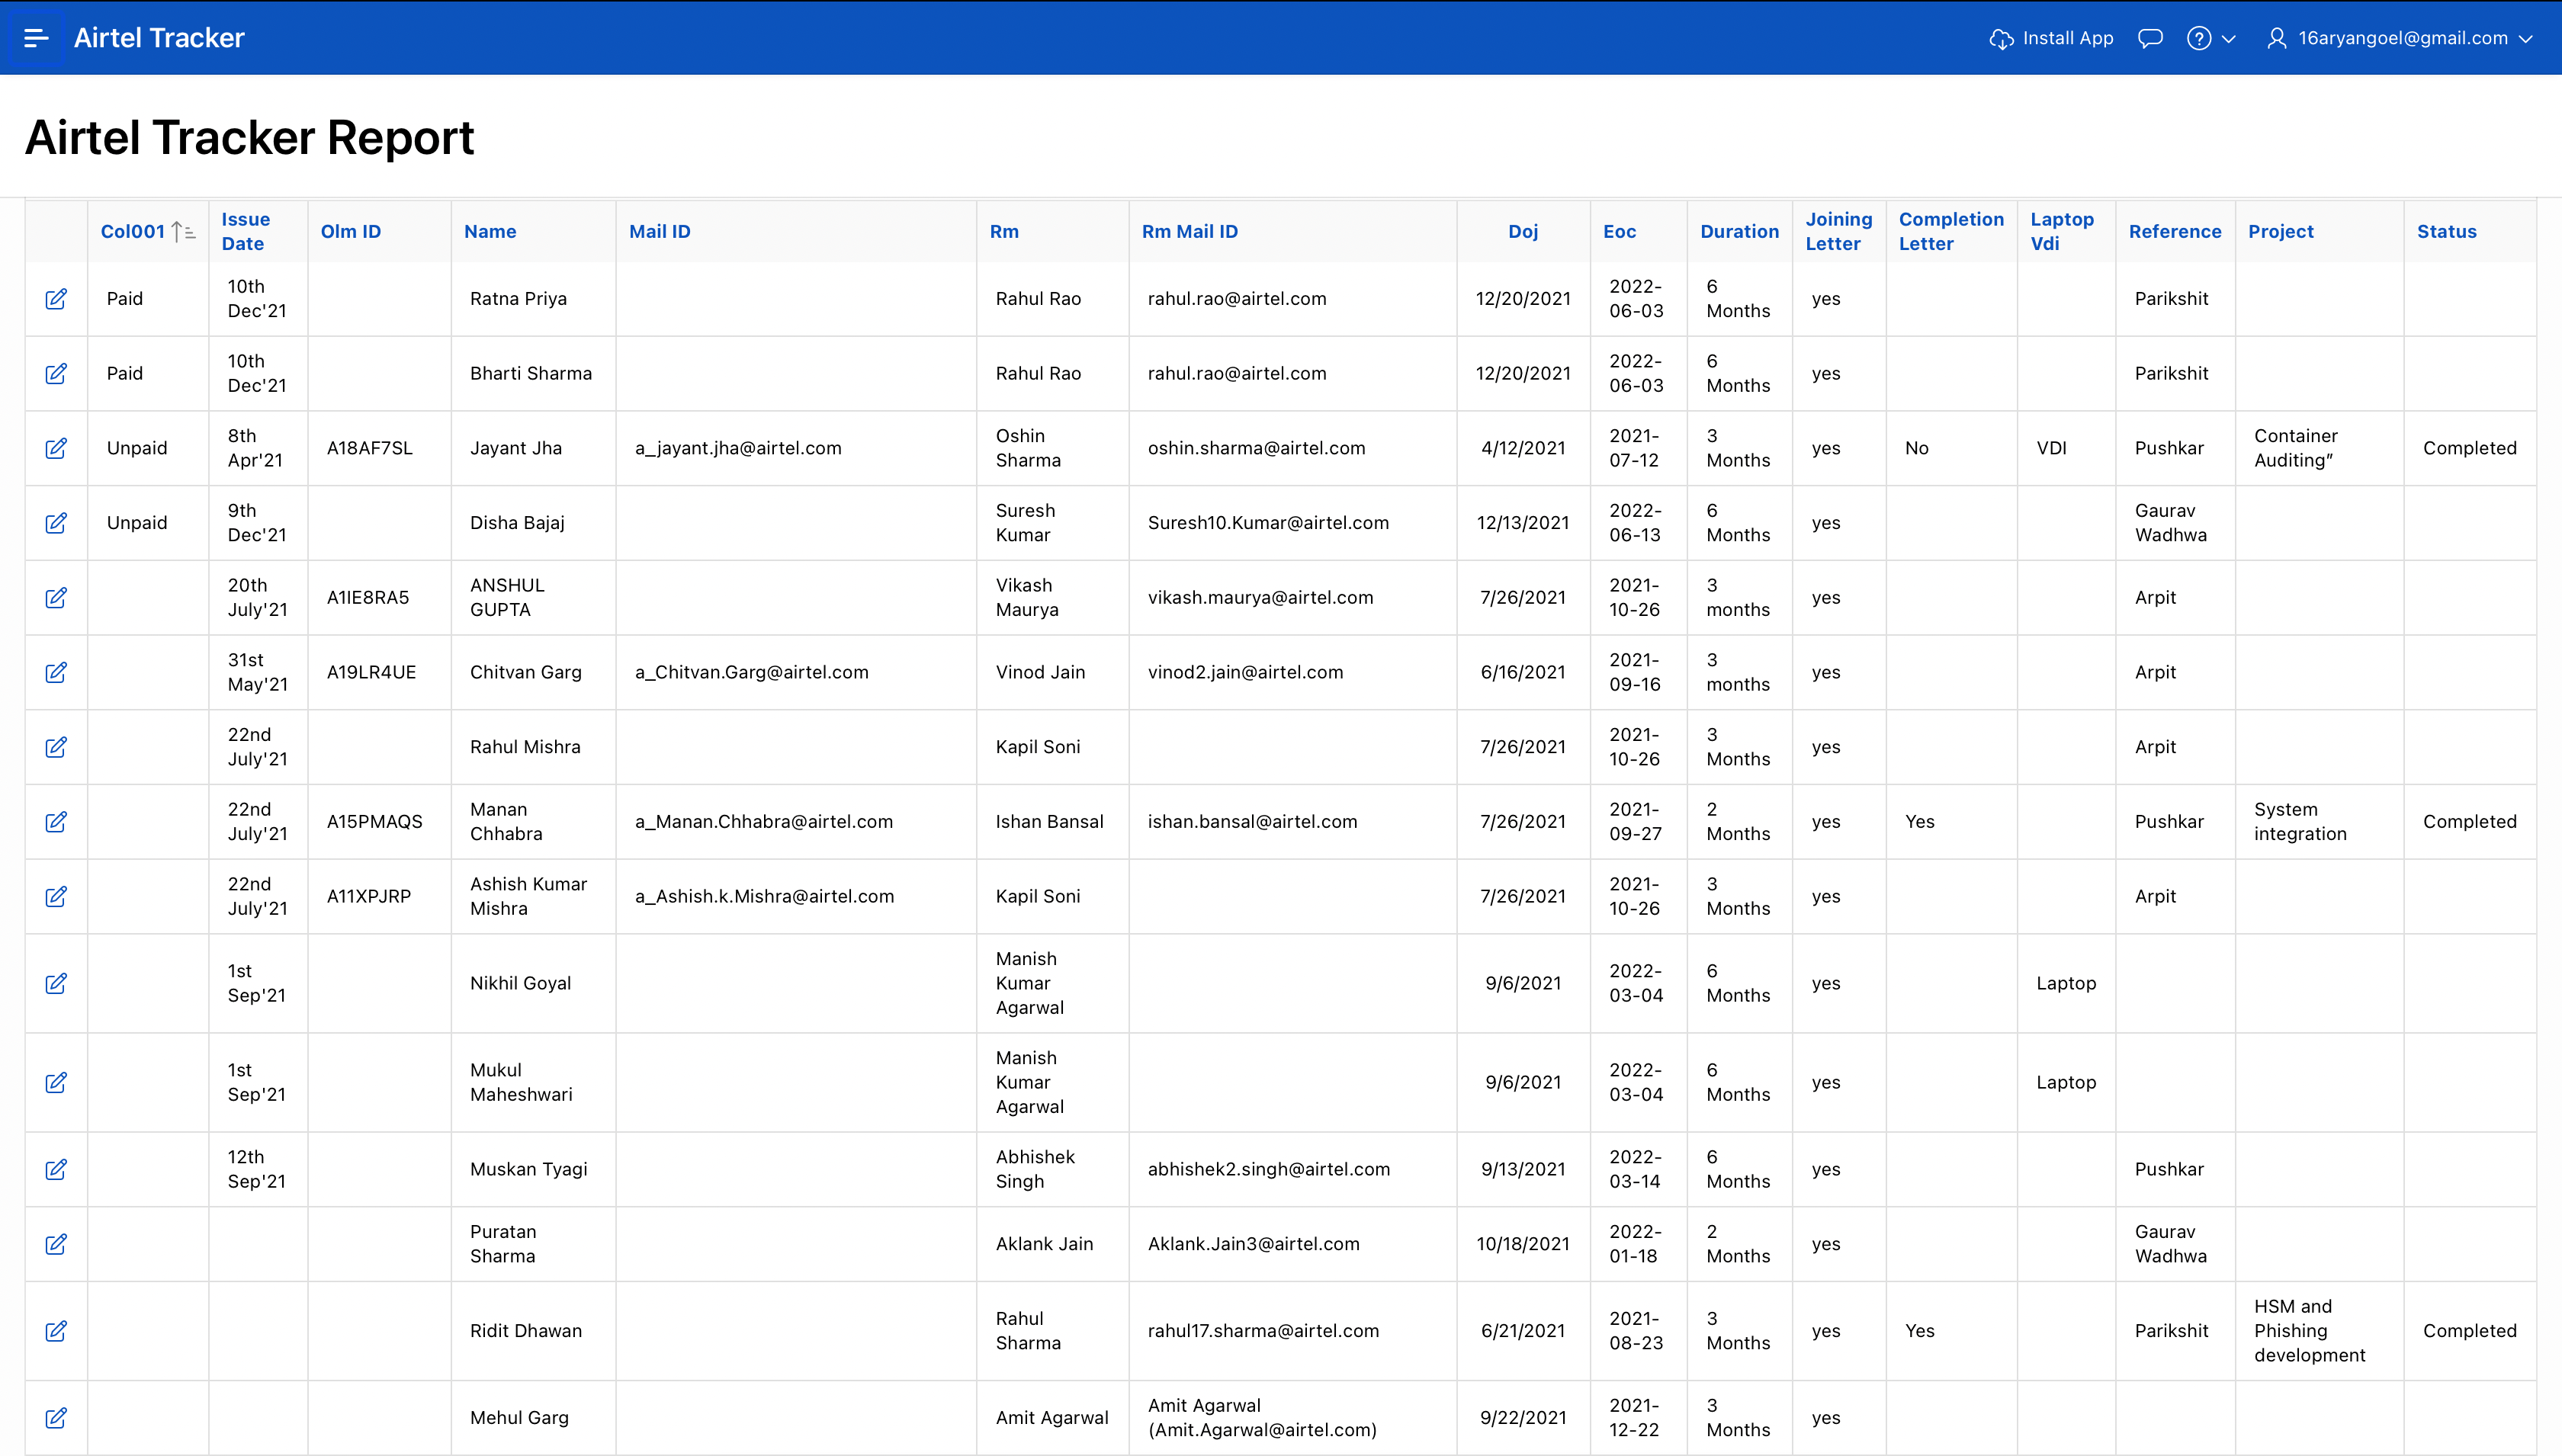 Airtel Tracker
Install App
16aryangoel@gmail.com
Airtel Tracker Report
Col001 Issue Date Olm ID Name Mail ID Rm Rm Mail ID Doj Eoc Duration Joining Letter Completion Letter Laptop Vdi Reference Project Status
Paid 10th Dec'21 Ratna Priya Rahul Rao rahul.rao@airtel.com 12/20/2021 2022-06-03 6 Months yes Parikshit
Paid 10th Dec'21 Bharti Sharma Rahul Rao rahul.rao@airtel.com 12/20/2021 2022-06-03 6 Months yes Parikshit
Unpaid 8th Apr'21 A18AF7SL Jayant Jha a_jayant.jha@airtel.com Oshin Sharma oshin.sharma@airtel.com 4/12/2021 2021-07-12 3 Months yes No VDI Pushkar Container Auditing” Completed
Unpaid 9th Dec'21 Disha Bajaj Suresh Kumar Suresh10.Kumar@airtel.com 12/13/2021 2022-06-13 6 Months yes Gaurav Wadhwa
20th July'21 A1IE8RA5 ANSHUL GUPTA Vikash Maurya vikash.maurya@airtel.com 7/26/2021 2021-10-26 3 months yes Arpit
31st May'21 A19LR4UE Chitvan Garg a_Chitvan.Garg@airtel.com Vinod Jain vinod2.jain@airtel.com 6/16/2021 2021-09-16 3 months yes Arpit
22nd July'21 Rahul Mishra Kapil Soni 7/26/2021 2021-10-26 3 Months yes Arpit
22nd July'21 A15PMAQS Manan Chhabra a_Manan.Chhabra@airtel.com Ishan Bansal ishan.bansal@airtel.com 7/26/2021 2021-09-27 2 Months yes Yes Pushkar System integration Completed
22nd July'21 A11XPJRP Ashish Kumar Mishra a_Ashish.k.Mishra@airtel.com Kapil Soni 7/26/2021 2021-10-26 3 Months yes Arpit
1st Sep'21 Nikhil Goyal Manish Kumar Agarwal 9/6/2021 2022-03-04 6 Months yes Laptop
1st Sep'21 Mukul Maheshwari Manish Kumar Agarwal 9/6/2021 2022-03-04 6 Months yes Laptop
12th Sep'21 Muskan Tyagi Abhishek Singh abhishek2.singh@airtel.com 9/13/2021 2022-03-14 6 Months yes Pushkar
Puratan Sharma Aklank Jain Aklank.Jain3@airtel.com 10/18/2021 2022-01-18 2 Months yes Gaurav Wadhwa
Ridit Dhawan Rahul Sharma rahul17.sharma@airtel.com 6/21/2021 2021-08-23 3 Months yes Yes Parikshit HSM and Phishing development Completed
Mehul Garg Amit Agarwal Amit Agarwal (Amit.Agarwal@airtel.com) 9/22/2021 2021-12-22 3 Months yes